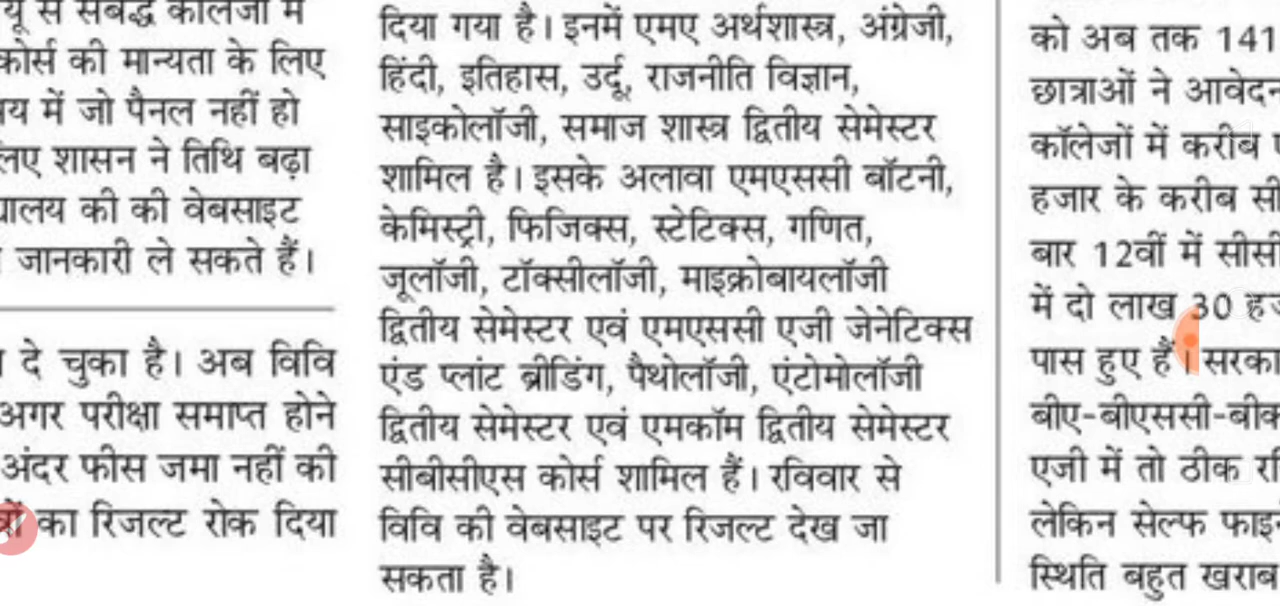 से संबद्ध कॉलेजों में
कोर्स की मान्यता के लिए
में जो पैनल नहीं हो
शासन ने तिथि बढ़ा
की की वेबसाइट
जानकारी ले सकते हैं।
दे चुका है। अब विवि
अगर परीक्षा समाप्त होने
अंदर फीस जमा नहीं की
का रिजल्ट रोक दिया
दिया गया है। इनमें एमए अर्थशास्त्र, अंग्रेजी,
हिंदी, इतिहास, उर्दू, राजनीति विज्ञान,
साइकोलॉजी, समाज शास्त्र द्वितीय सेमेस्टर
शामिल है। इसके अलावा एमएससी बॉटनी,
केमिस्ट्री, फिजिक्स, स्टेटिक्स, गणित,
जूलॉजी, टॉक्सीलॉजी, माइक्रोबायलॉजी
द्वितीय सेमेस्टर एवं एमएससी एजी जेनेटिक्स
एंड प्लांट ब्रीडिंग, पैथोलॉजी, एंटोमोलॉजी
द्वितीय सेमेस्टर एवं एमकॉम द्वितीय सेमेस्टर
सीबीसीएस कोर्स शामिल हैं। रविवार से
विवि की वेबसाइट पर रिजल्ट देख जा
सकता है।
को अब तक 141
छात्राओं ने आवेदन
कॉलेजों में करीब
हजार के करीब
बार 12वीं में
में दो लाख 30
पास हुए हैं।
बीए-बीएससी-
एजी में तो ठीक
लेकिन सेल्फ
स्थिति बहुत खराब